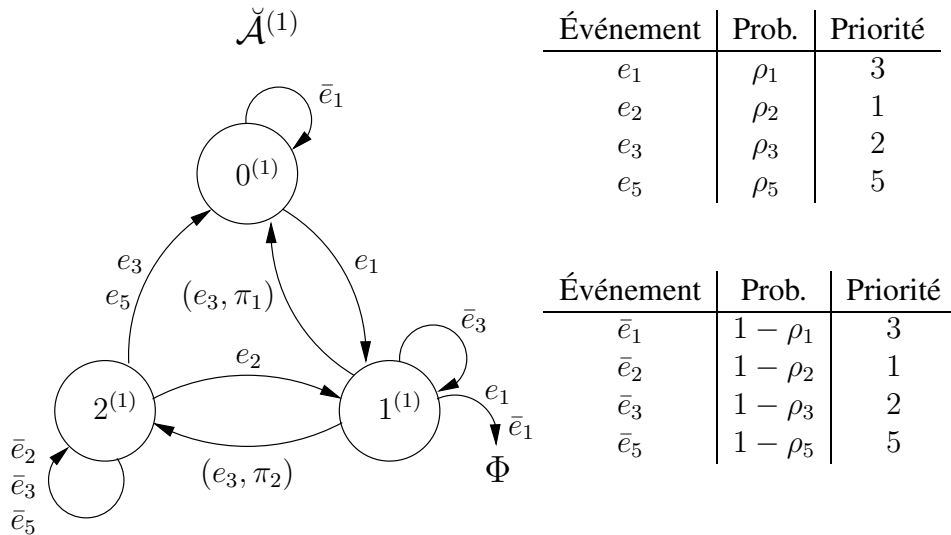 𝒜̆⁽¹⁾
ē₁
0⁽¹⁾
e₃
e₅
(e₃, π₁)
e₁
ē₃
e₂
2⁽¹⁾
1⁽¹⁾
e₁
ē₁
Φ
(e₃, π₂)
ē₂
ē₃
ē₅
Événement Prob. Priorité
e₁ ρ₁ 3
e₂ ρ₂ 1
e₃ ρ₃ 2
e₅ ρ₅ 5
Événement Prob. Priorité
ē₁ 1 − ρ₁ 3
ē₂ 1 − ρ₂ 1
ē₃ 1 − ρ₃ 2
ē₅ 1 − ρ₅ 5